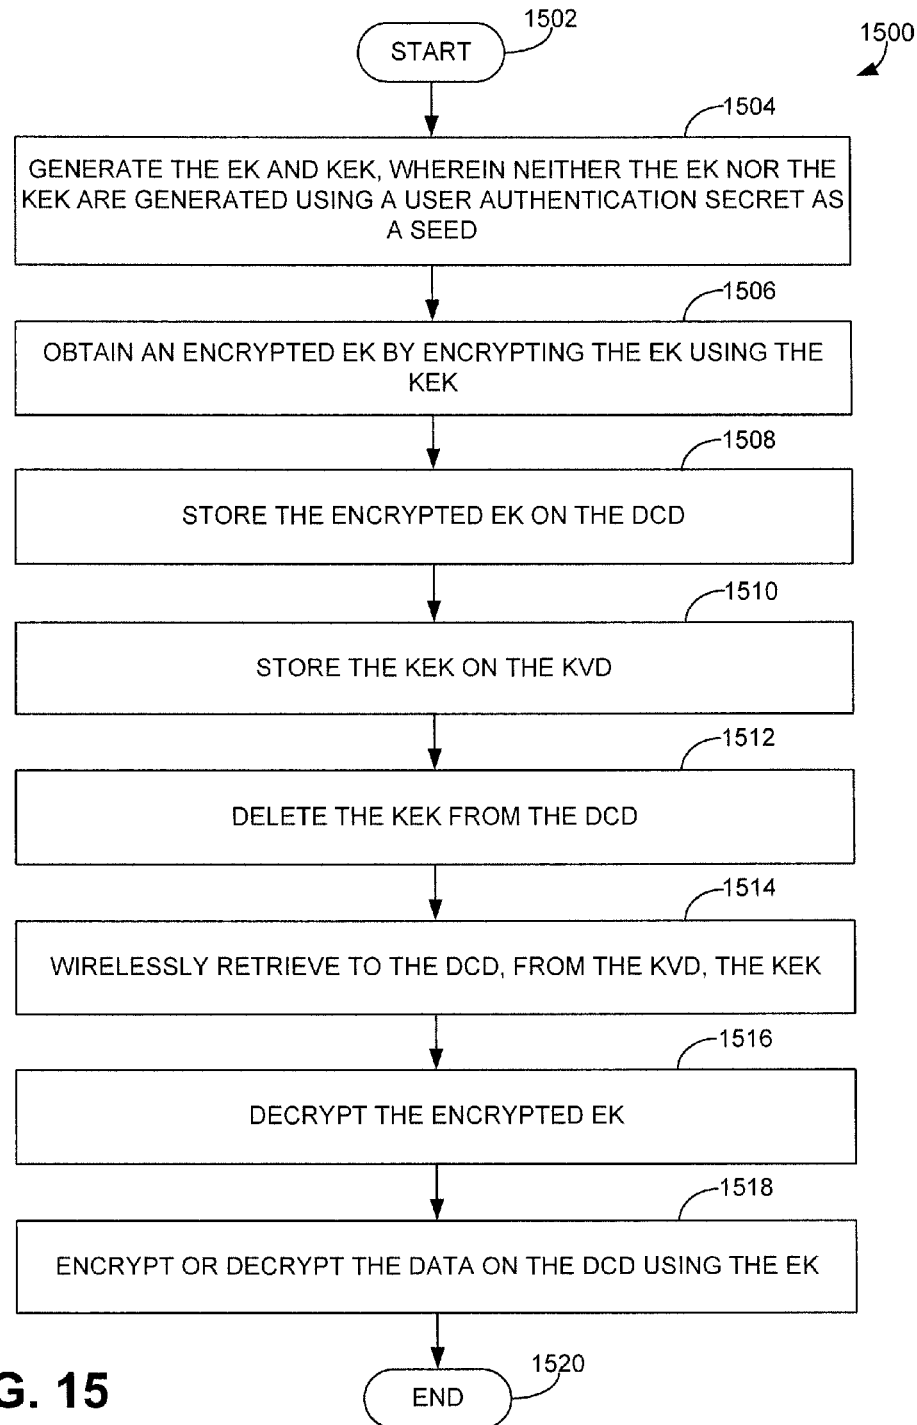 1502
START
1500
1504
GENERATE THE EK AND KEK, WHEREIN NEITHER THE EK NOR THE
KEK ARE GENERATED USING A USER AUTHENTICATION SECRET AS
A SEED
1506
OBTAIN AN ENCRYPTED EK BY ENCRYPTING THE EK USING THE
KEK
1508
STORE THE ENCRYPTED EK ON THE DCD
1510
STORE THE KEK ON THE KVD
1512
DELETE THE KEK FROM THE DCD
1514
WIRELESSLY RETRIEVE TO THE DCD, FROM THE KVD, THE KEK
1516
DECRYPT THE ENCRYPTED EK
1518
ENCRYPT OR DECRYPT THE DATA ON THE DCD USING THE EK
1520
END
G. 15